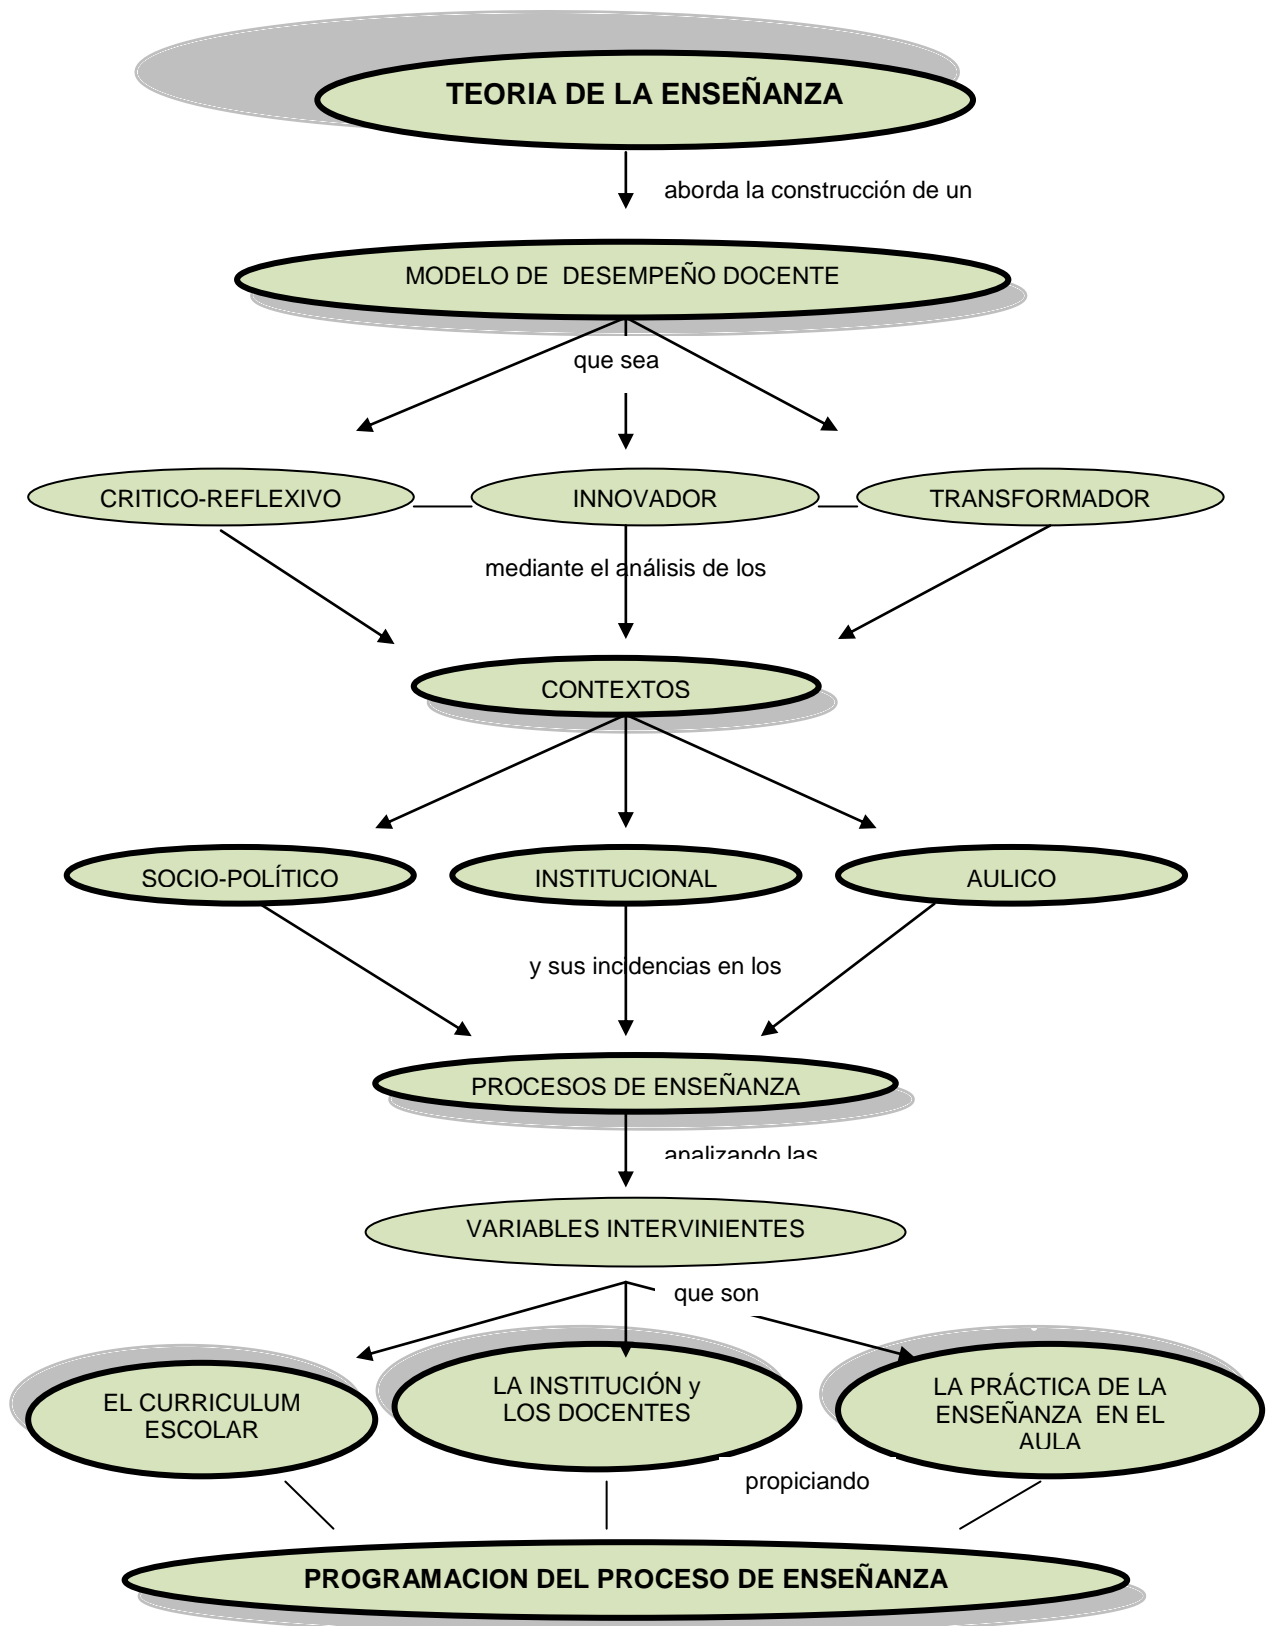 TEORIA DE LA ENSEÑANZA
aborda la construcción de un
MODELO DE DESEMPEÑO DOCENTE
que sea
CRITICO-REFLEXIVO
INNOVADOR
TRANSFORMADOR
mediante el análisis de los
CONTEXTOS
SOCIO-POLÍTICO
INSTITUCIONAL
AULICO
y sus incidencias en los
PROCESOS DE ENSEÑANZA
analizando las
VARIABLES INTERVINIENTES
que son
EL CURRICULUM
ESCOLAR
LA INSTITUCIÓN y
LOS DOCENTES
LA PRÁCTICA DE LA
ENSEÑANZA EN EL
AULA
propiciando
PROGRAMACION DEL PROCESO DE ENSEÑANZA